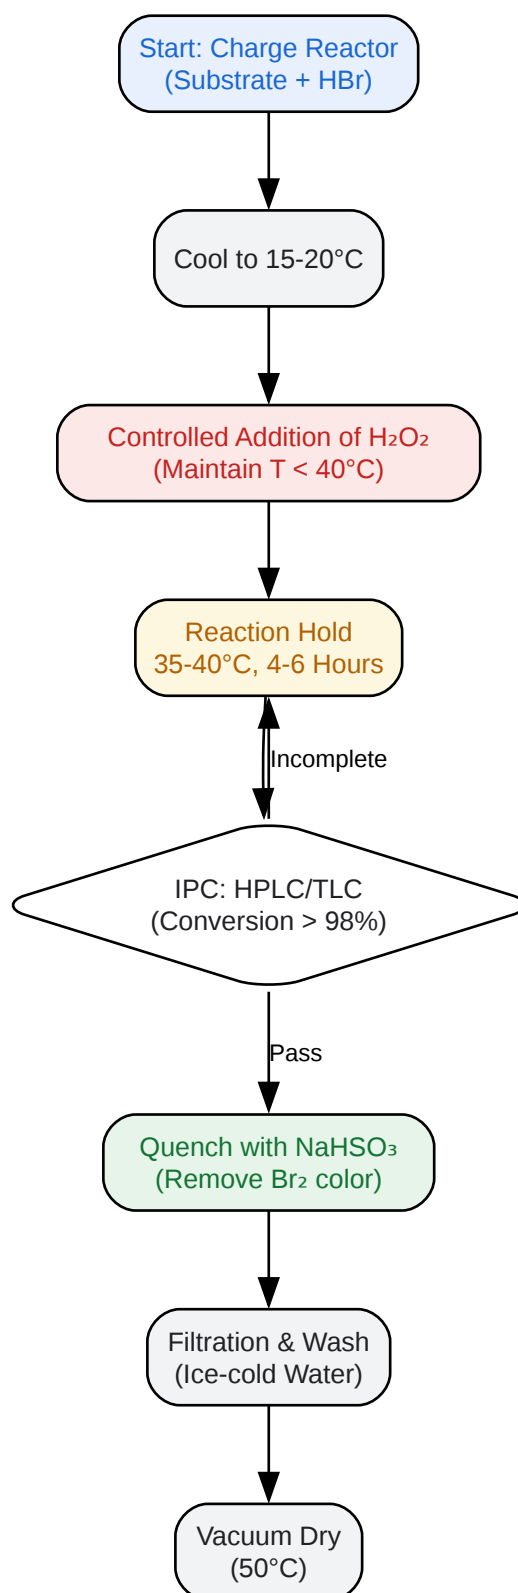 Start: Charge Reactor
(Substrate + HBr)
Cool to 15-20°C
Controlled Addition of H₂O₂
(Maintain T < 40°C)
Reaction Hold
35-40°C, 4-6 Hours
Incomplete
IPC: HPLC/TLC
(Conversion > 98%)
Pass
Quench with NaHSO₃
(Remove Br₂ color)
Filtration & Wash
(Ice-cold Water)
Vacuum Dry
(50°C)